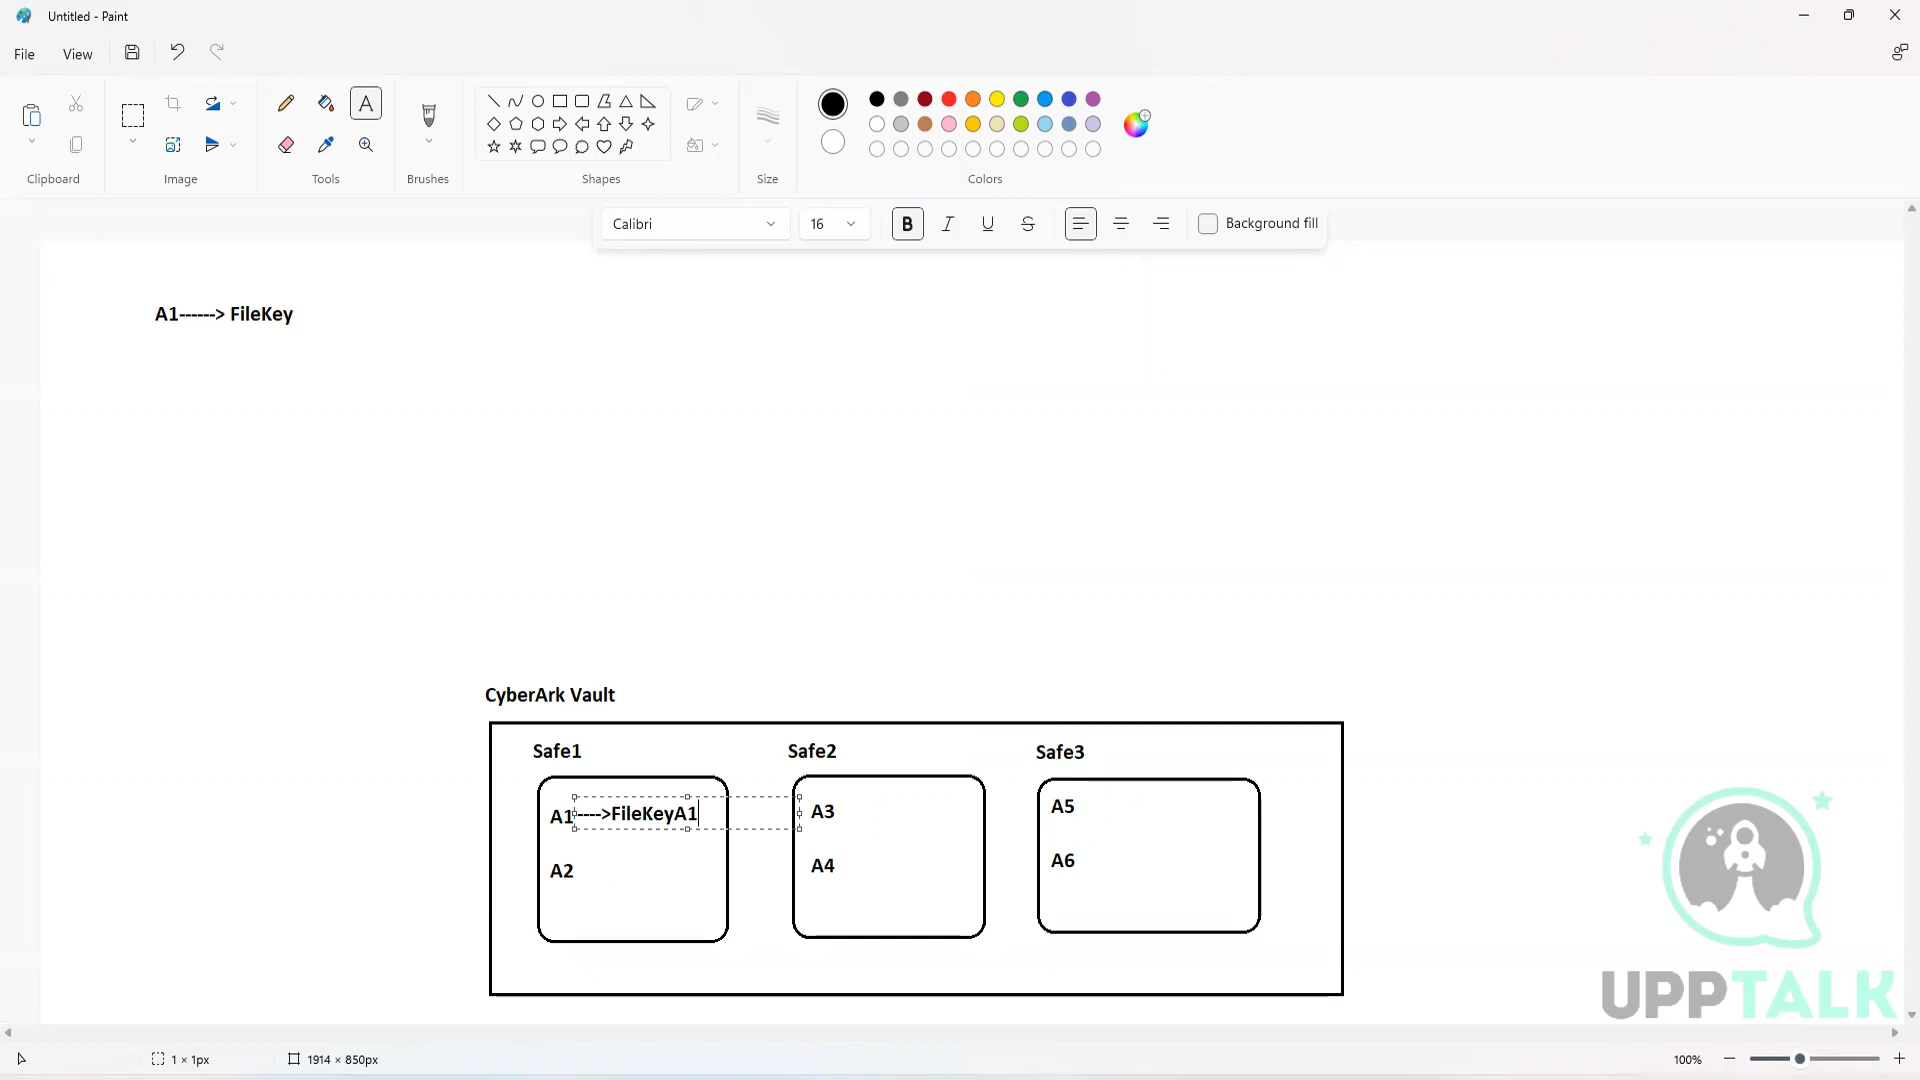 Untitled - Paint
File
View
Clipboard
Image
Tools
Brushes
Shapes
Size
Colors
Calibri
16
B
I
U
S
Background fill
A1------> FileKey
CyberArk Vault
Safe1
Safe2
Safe3
A1---->FileKeyA1
A3
A5
A2
A4
A6
UPPTALK
1 × 1px
1914 × 850px
100%